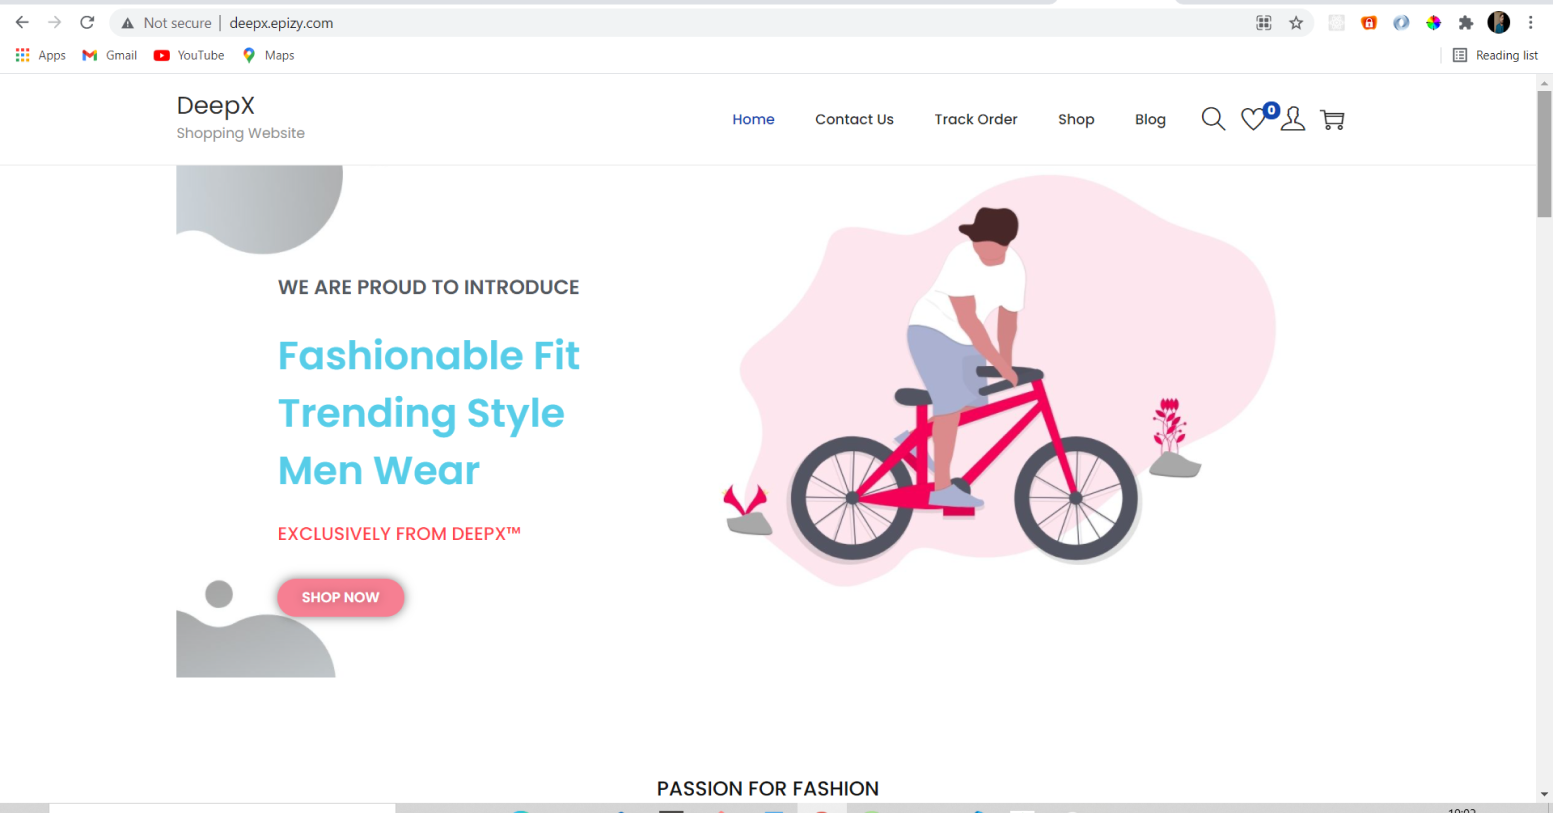 Not secure | deepx.epizy.com
Apps Gmail YouTube Maps Reading list
DeepX
Shopping Website
Home Contact Us Track Order Shop Blog 0
WE ARE PROUD TO INTRODUCE
Fashionable Fit
Trending Style
Men Wear
EXCLUSIVELY FROM DEEPX™
SHOP NOW
PASSION FOR FASHION